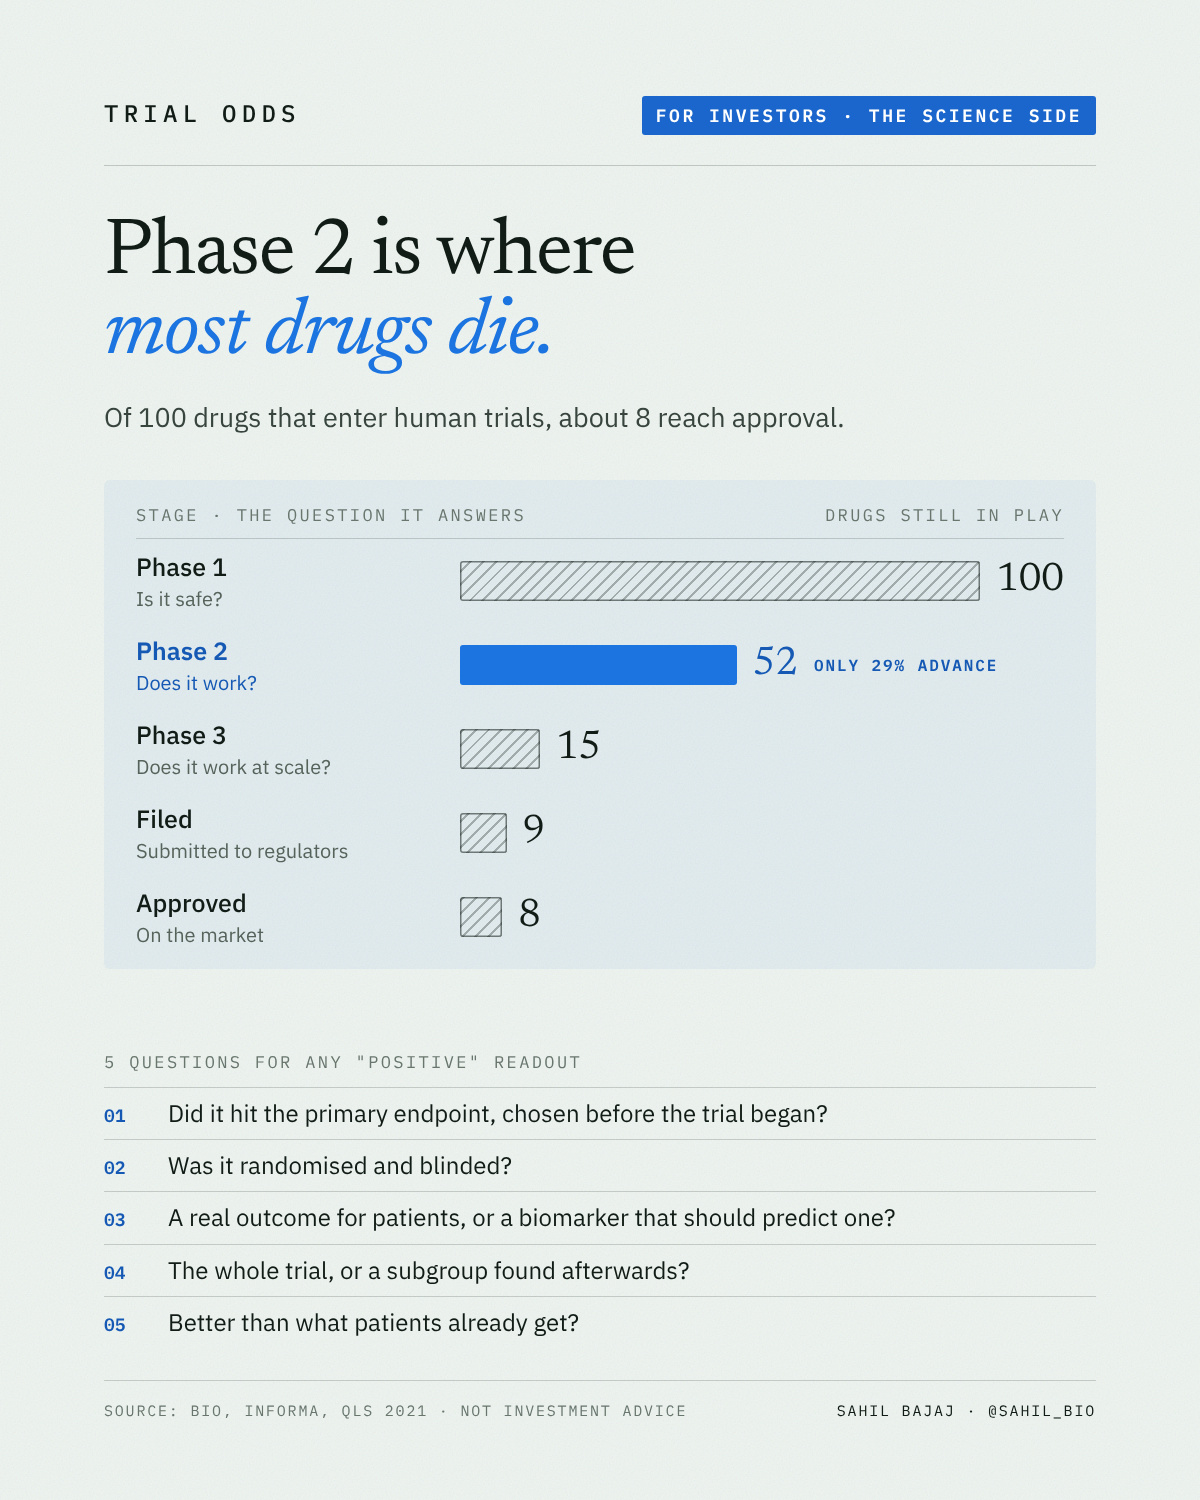 TRIAL ODDS
FOR INVESTORS · THE SCIENCE SIDE
Phase 2 is where
most drugs die.
Of 100 drugs that enter human trials, about 8 reach approval.
STAGE · THE QUESTION IT ANSWERS
DRUGS STILL IN PLAY
Phase 1
Is it safe?
100
Phase 2
Does it work?
52 ONLY 29% ADVANCE
Phase 3
Does it work at scale?
15
Filed
Submitted to regulators
9
Approved
On the market
8
5 QUESTIONS FOR ANY "POSITIVE" READOUT
01 Did it hit the primary endpoint, chosen before the trial began?
02 Was it randomised and blinded?
03 A real outcome for patients, or a biomarker that should predict one?
04 The whole trial, or a subgroup found afterwards?
05 Better than what patients already get?
SOURCE: BIO, INFORMA, QLS 2021 · NOT INVESTMENT ADVICE
SAHIL BAJAJ · @SAHIL_BIO